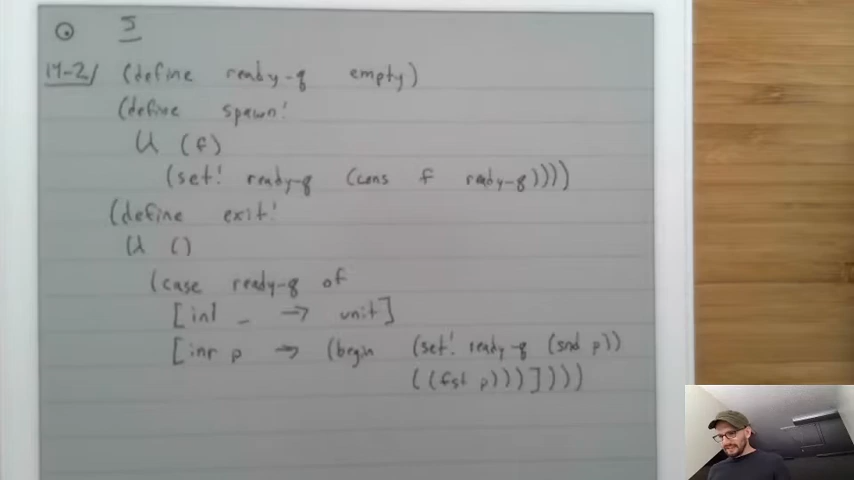 5
14-2/ (define ready-q empty)
(define spawn!
(λ (f)
(set! ready-q (cons f ready-q))))
(define exit!
(λ ()
(case ready-q of
[inl _ → unit]
[inr p → (begin (set! ready-q (snd p))
((fst p)))])))